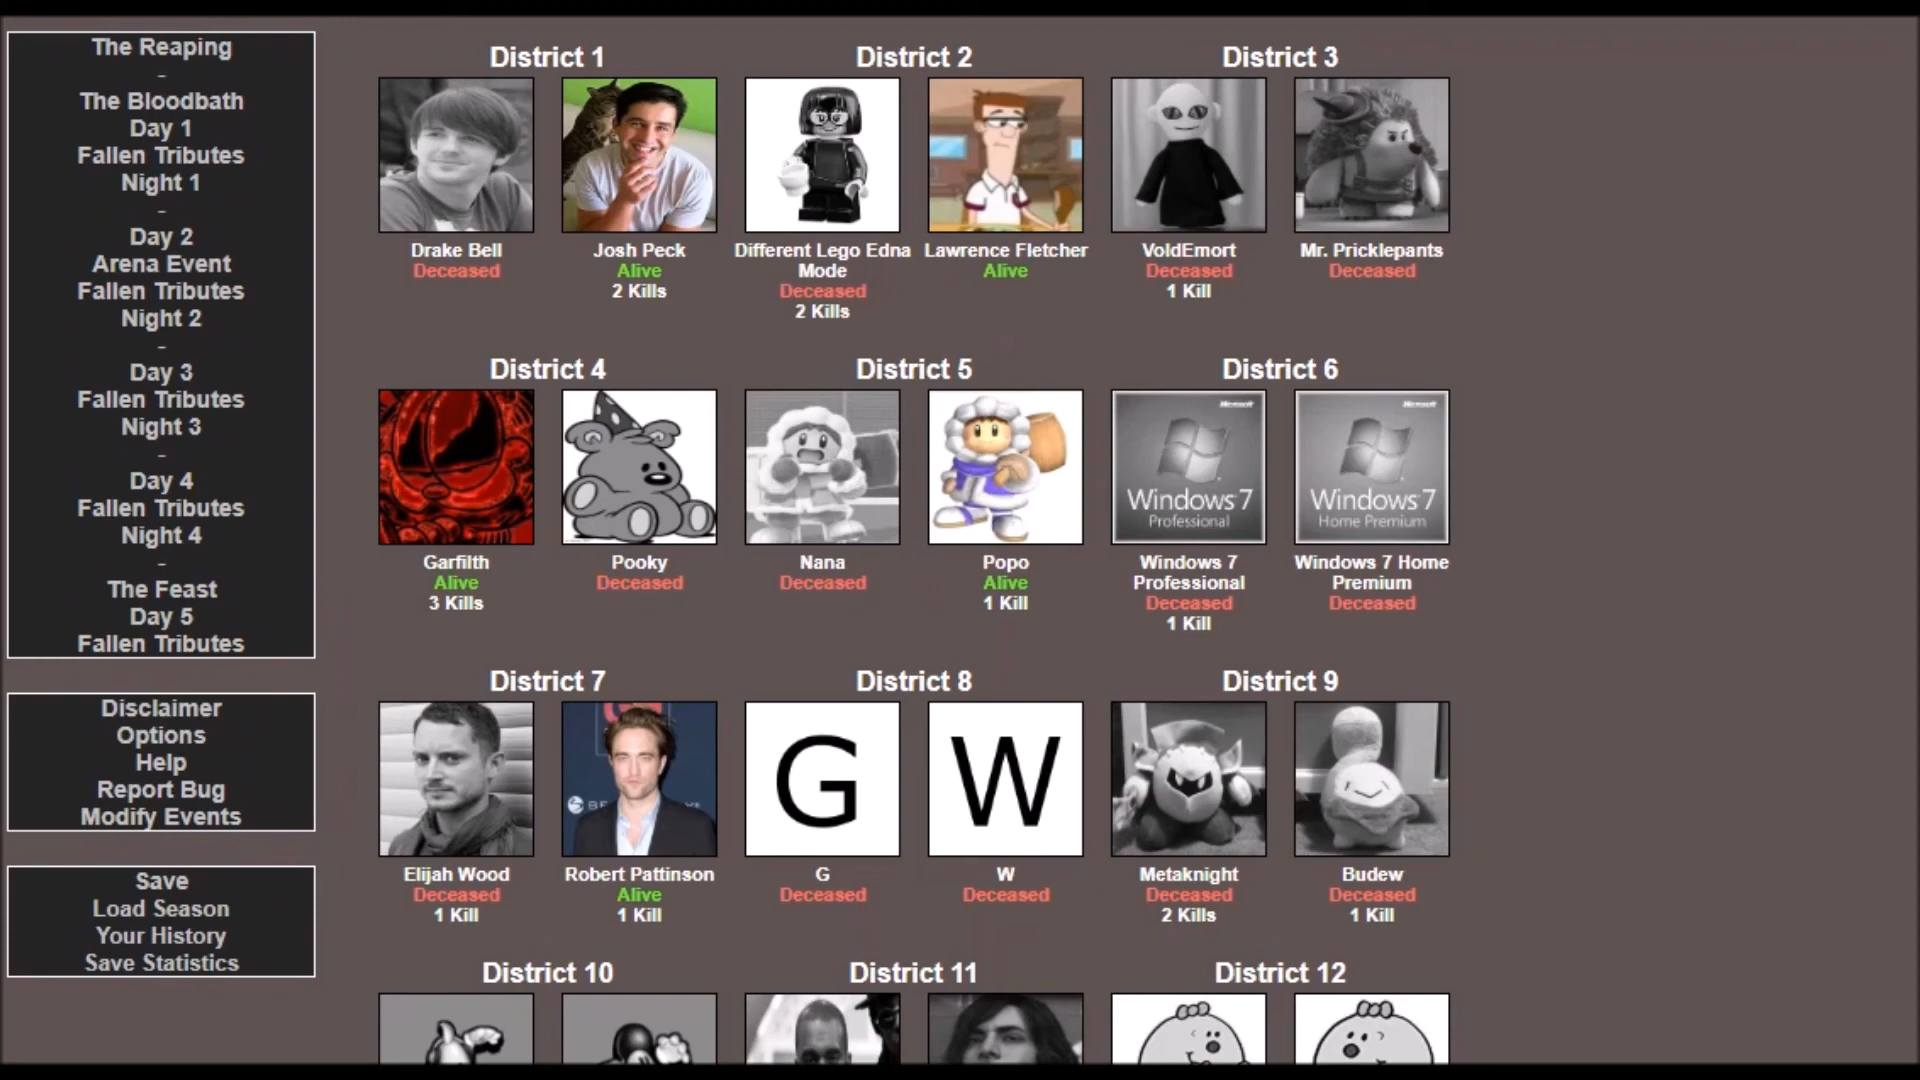 The Reaping
-
The Bloodbath
Day 1
Fallen Tributes
Night 1
-
Day 2
Arena Event
Fallen Tributes
Night 2
-
Day 3
Fallen Tributes
Night 3
-
Day 4
Fallen Tributes
Night 4
-
The Feast
Day 5
Fallen Tributes
Disclaimer
Options
Help
Report Bug
Modify Events
Save
Load Season
Your History
Save Statistics
District 1
Drake Bell
Deceased
Josh Peck
Alive
2 Kills
District 2
Different Lego Edna
Mode
Deceased
2 Kills
Lawrence Fletcher
Alive
District 3
VoldEmort
Deceased
1 Kill
Mr. Pricklepants
Deceased
District 4
Garfilth
Alive
3 Kills
Pooky
Deceased
District 5
Nana
Deceased
Popo
Alive
1 Kill
District 6
Microsoft
Windows 7
Professional
Windows 7
Professional
Deceased
1 Kill
Microsoft
Windows 7
Home Premium
Windows 7 Home
Premium
Deceased
District 7
Elijah Wood
Deceased
1 Kill
Robert Pattinson
Alive
1 Kill
District 8
G
G
Deceased
W
W
Deceased
District 9
Metaknight
Deceased
2 Kills
Budew
Deceased
1 Kill
District 10
District 11
District 12